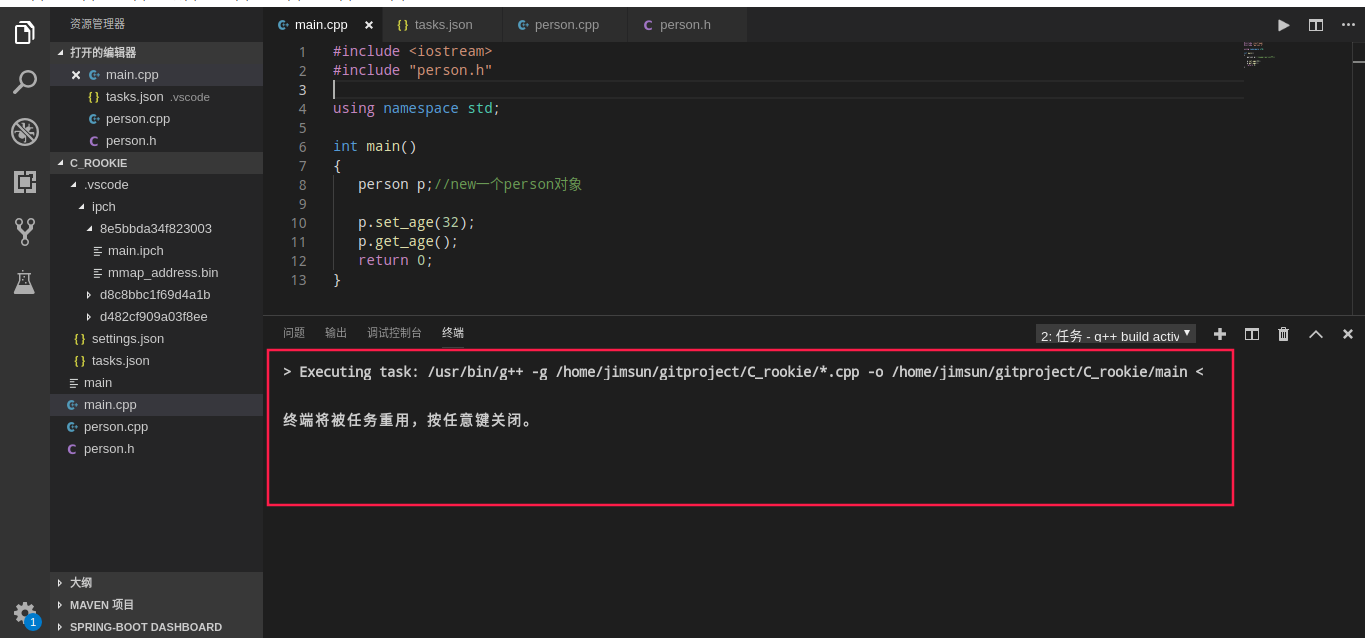 资源管理器
打开的编辑器
main.cpp
tasks.json .vscode
person.cpp
person.h
C_ROOKIE
.vscode
ipch
8e5bbda34f823003
main.ipch
mmap_address.bin
d8c8bbc1f69d4a1b
d482cf909a03f8ee
settings.json
tasks.json
main
main.cpp
person.cpp
person.h
大纲
MAVEN 项目
SPRING-BOOT DASHBOARD
1
main.cpp tasks.json person.cpp person.h
1 #include <iostream>
2 #include "person.h"
3
4 using namespace std;
5
6 int main()
7 {
8 person p;//new一个person对象
9
10 p.set_age(32);
11 p.get_age();
12 return 0;
13 }
问题 输出 调试控制台 终端 2: 任务 - g++ build activ
> Executing task: /usr/bin/g++ -g /home/jimsun/gitproject/C_rookie/*.cpp -o /home/jimsun/gitproject/C_rookie/main <
终端将被任务重用，按任意键关闭。